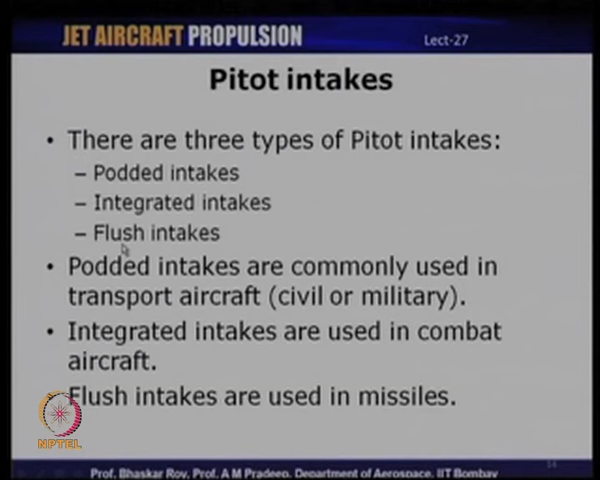 JET AIRCRAFT PROPULSION
Lect-27
Pitot intakes
• There are three types of Pitot intakes:
– Podded intakes
– Integrated intakes
– Flush intakes
• Podded intakes are commonly used in
transport aircraft (civil or military).
• Integrated intakes are used in combat
aircraft.
Flush intakes are used in missiles.
NPTEL
14
Prof. Bhaskar Roy, Prof. A M Pradeep, Department of Aerospace, IIT Bombay